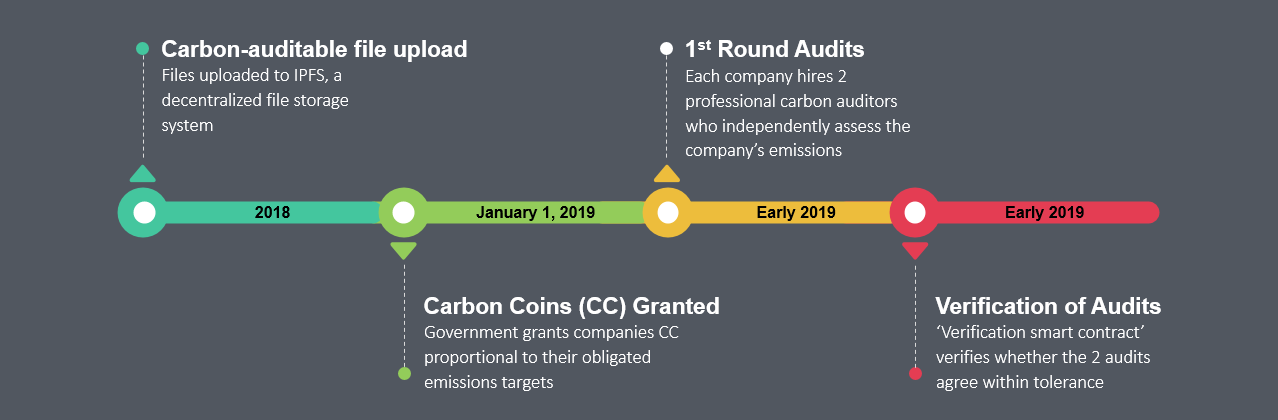 Carbon-auditable file upload
Files uploaded to IPFS, a
decentralized file storage
system
1st Round Audits
Each company hires 2
professional carbon auditors
who independently assess the
company’s emissions
2018
January 1, 2019
Early 2019
Early 2019
Carbon Coins (CC) Granted
Government grants companies CC
proportional to their obligated
emissions targets
Verification of Audits
‘Verification smart contract’
verifies whether the 2 audits
agree within tolerance